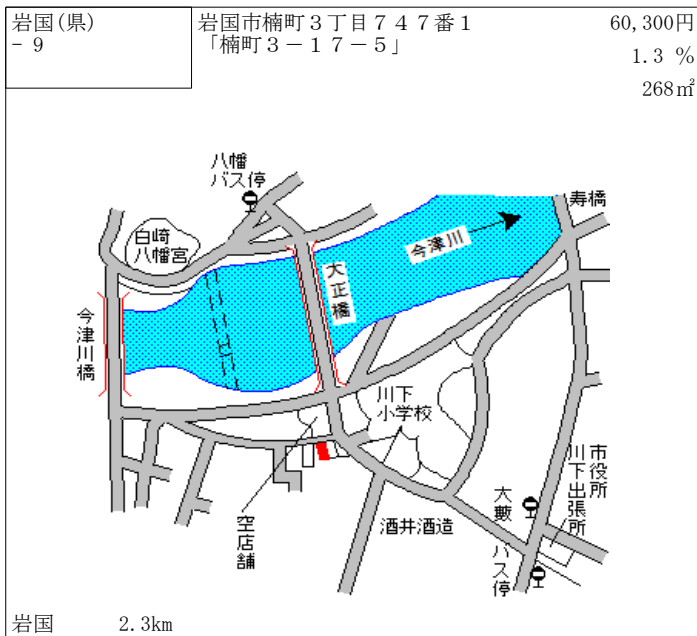 岩国(県)
- 9
岩国市楠町３丁目７４７番１
「楠町３－１７－５」
60,300円
1.3 %
268㎡
八幡
バス停
寿橋
白崎
八幡宮
今津川
大正橋
今津川橋
川下
小学校
市役所
川下出張所
大藪
バス停
空店舗
酒井酒造
岩国 2.3km